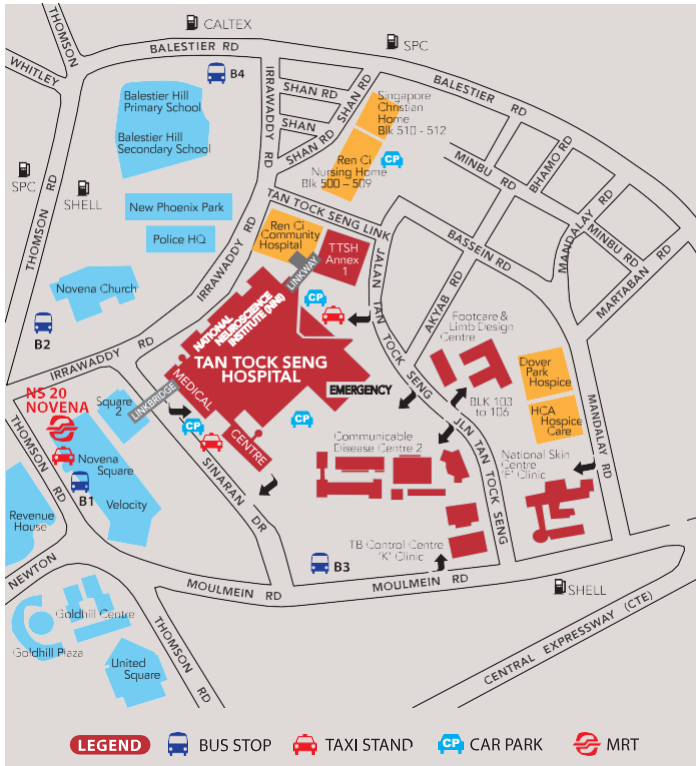 CALTEX
THOMSON
BALESTIER RD
SPC
WHITLEY
B4
IRRAWADDY RD
SHAN RD
SHAN
SHAN RD
SHAN RD
BALESTIER RD
Balestier Hill
Primary School
Balestier Hill
Secondary School
Singapore
Christian
Home
Blk 510 - 512
Ren Ci
Nursing Home
Blk 500 – 509
CP
MINBU RD
BHAMO RD
MANDALAY RD
MINBU RD
MARTABAN RD
SPC
SHELL
THOMSON RD
New Phoenix Park
Police HQ
TAN TOCK SENG LINK
Ren Ci
Community
Hospital
TTSH
Annex
1
LINKWAY
BASSEIN RD
AKYAB RD
JALAN TAN TOCK SENG
IRRAWADDY RD
Novena Church
B2
NATIONAL
NEUROSCIENCE
INSTITUTE (NNI)
CP
TAN TOCK SENG
HOSPITAL
EMERGENCY
Footcare &
Limb Design
Centre
BLK 103
to 106
Dover
Park
Hospice
HCA
Hospice
Care
MANDALAY RD
IRRAWADDY RD
NS 20
NOVENA
Square
2
LINKBRIDGE
MEDICAL
CENTRE
CP
CP
Communicable
Disease Centre 2
JLN TAN TOCK SENG
National Skin
Centre
'F' Clinic
THOMSON RD
Novena
Square
B1
Velocity
SINARAN DR
Revenue
House
NEWTON
B3
TB Control Centre
'K' Clinic
MOULMEIN RD
MOULMEIN RD
SHELL
Goldhill Centre
Goldhill Plaza
United
Square
THOMSON RD
CENTRAL EXPRESSWAY (CTE)
LEGEND
BUS STOP
TAXI STAND
CP
CAR PARK
MRT